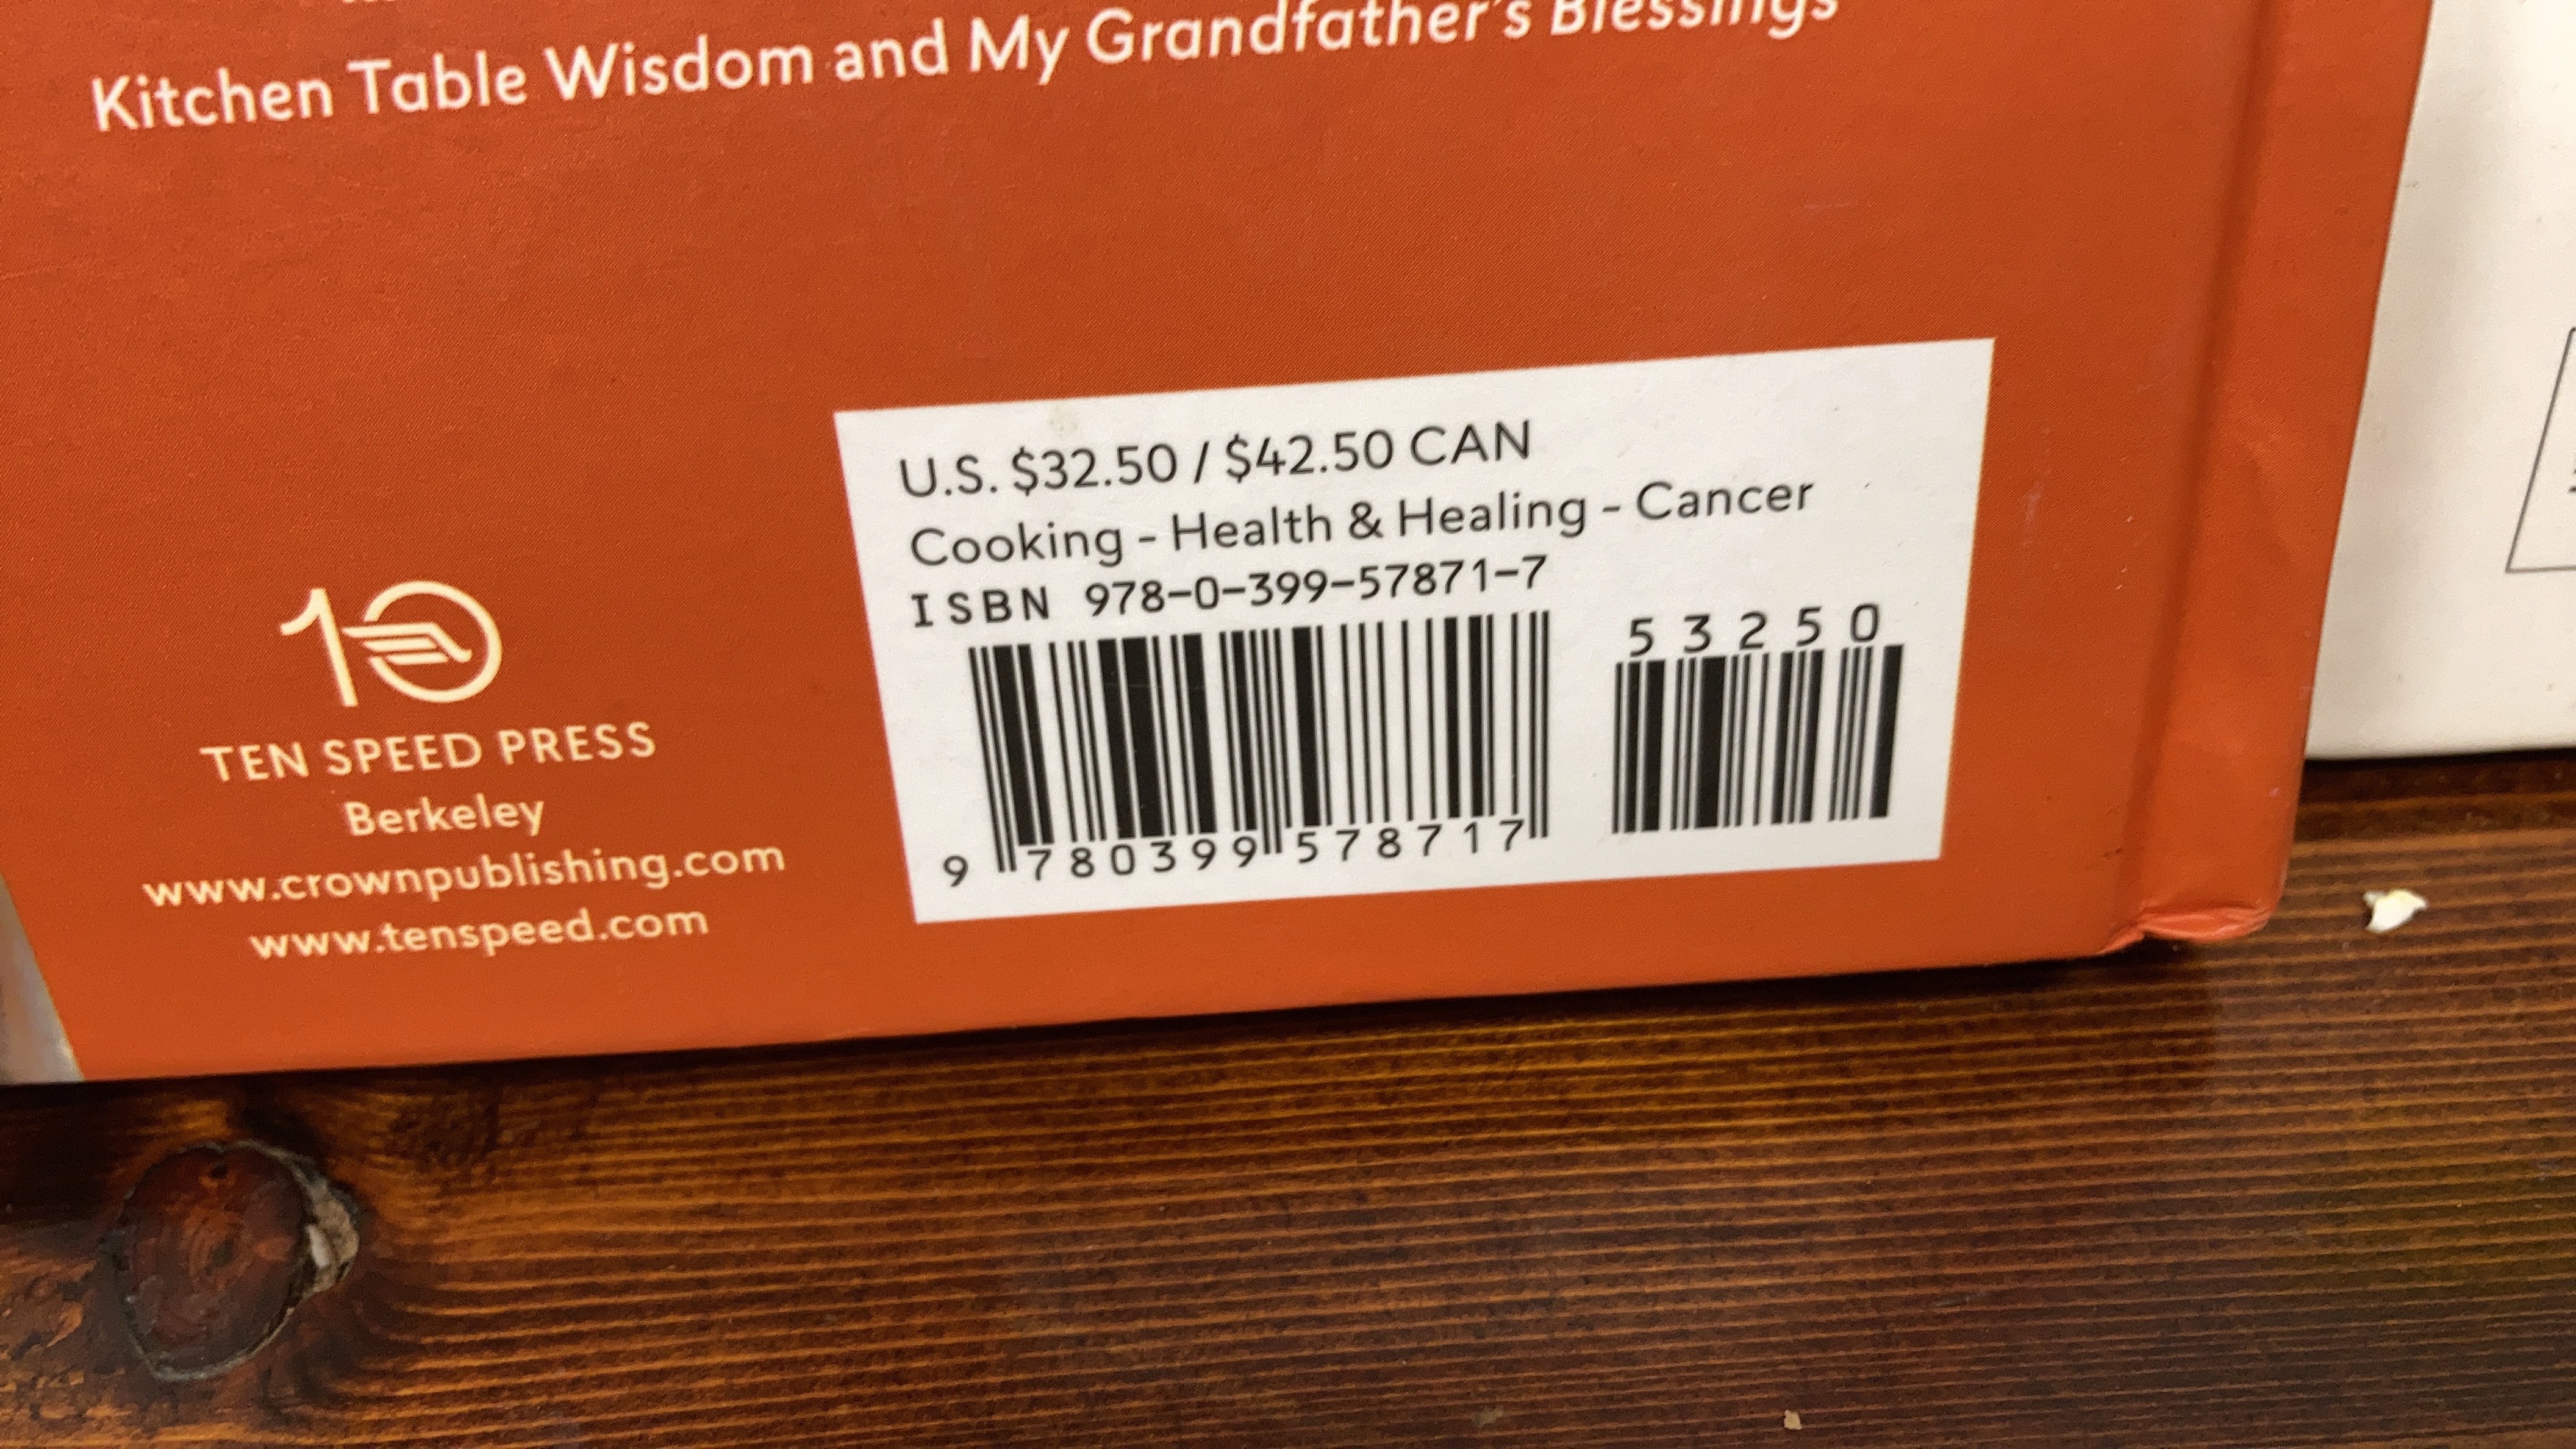 Kitchen Table Wisdom and My Grandfather's Blessings
U.S. $32.50 / $42.50 CAN
Cooking - Health & Healing - Cancer
ISBN 978-0-399-57871-7
53250
9 780399 578717
10
TEN SPEED PRESS
Berkeley
www.crownpublishing.com
www.tenspeed.com